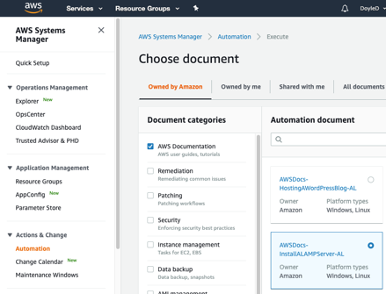 aws
Services
Resource Groups
DoyleD
AWS Systems
Manager
Quick Setup
Operations Management
Explorer New
OpsCenter
CloudWatch Dashboard
Trusted Advisor & PHD
Application Management
Resource Groups
AppConfig New
Parameter Store
Actions & Change
Automation
Change Calendar New
Maintenance Windows
AWS Systems Manager > Automation > Execute
Choose document
Owned by Amazon
Owned by me
Shared with me
All documents
Document categories
AWS Documentation
AWS user guides, tutorials
Remediation
Remediating common issues
Patching
Patching workflows
Security
Enforcing security best practices
Instance management
Tasks for EC2, EBS
Data backup
Data backup, snapshots
AMI management
Automation document
AWSDocs-
HostingAWordPressBlog-AL
Owner
Amazon
Platform types
Windows, Linux
AWSDocs-
InstallALAMPServer-AL
Owner
Amazon
Platform types
Windows, Linux